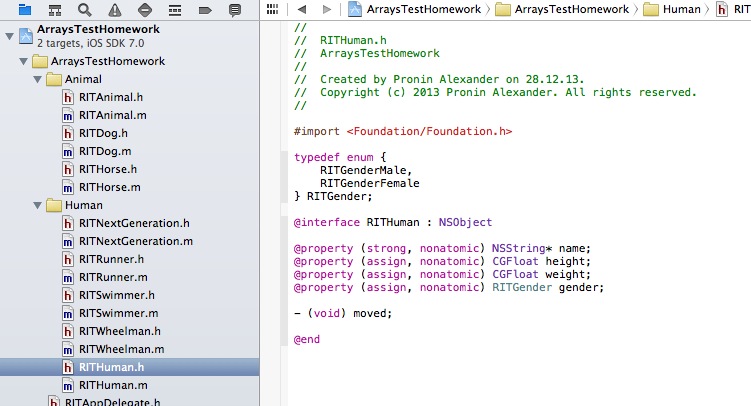 ArraysTestHomework
2 targets, iOS SDK 7.0
ArraysTestHomework
Animal
RITAnimal.h
RITAnimal.m
RITDog.h
RITDog.m
RITHorse.h
RITHorse.m
Human
RITNextGeneration.h
RITNextGeneration.m
RITRunner.h
RITRunner.m
RITSwimmer.h
RITSwimmer.m
RITWheelman.h
RITWheelman.m
RITHuman.h
RITHuman.m
RITAppDelegate.h
ArraysTestHomework
ArraysTestHomework
Human
RIT
//
//  RITHuman.h
//  ArraysTestHomework
//
//  Created by Pronin Alexander on 28.12.13.
//  Copyright (c) 2013 Pronin Alexander. All rights reserved.
//
#import <Foundation/Foundation.h>
typedef enum {
    RITGenderMale,
    RITGenderFemale
} RITGender;
@interface RITHuman : NSObject
@property (strong, nonatomic) NSString* name;
@property (assign, nonatomic) CGFloat height;
@property (assign, nonatomic) CGFloat weight;
@property (assign, nonatomic) RITGender gender;
- (void) moved;
@end